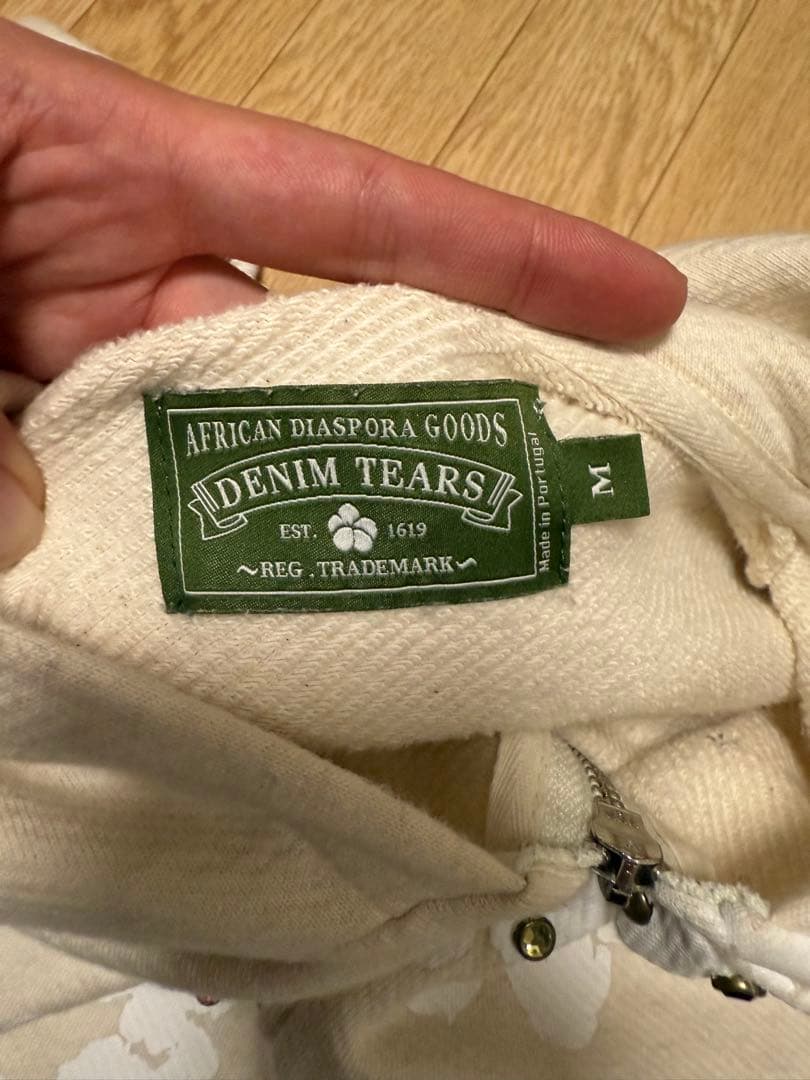 AFRICAN DIASPORA GOODS
DENIM TEARS
EST. 1619
~REG . TRADEMARK~
Made in Portugal
M